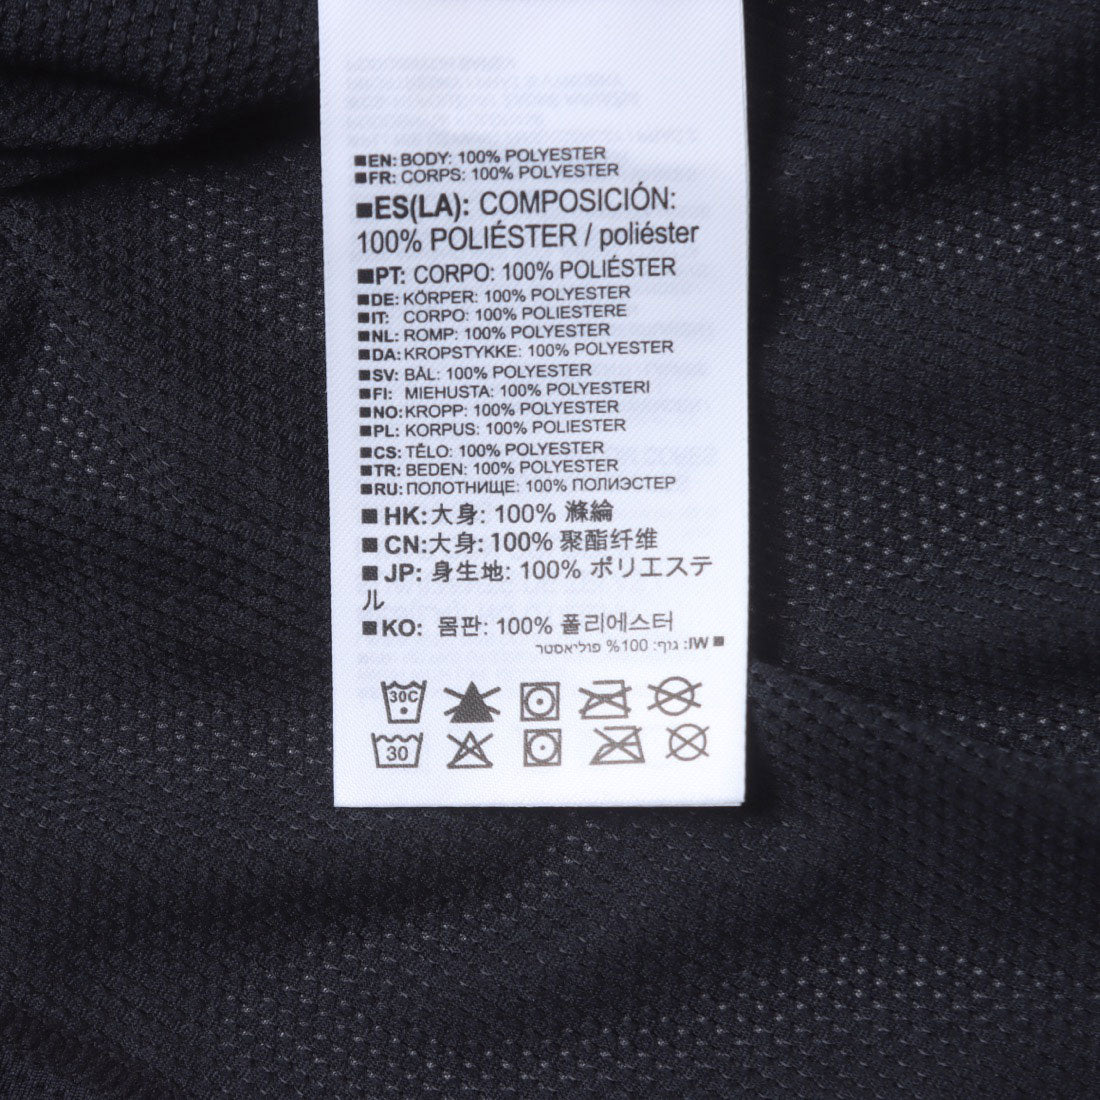 ■EN: BODY: 100% POLYESTER
■FR: CORPS: 100% POLYESTER
■ES(LA): COMPOSICIÓN:
100% POLIÉSTER / poliéster
■PT: CORPO: 100% POLIÉSTER
■DE: KÖRPER: 100% POLYESTER
■IT: CORPO: 100% POLIESTERE
■NL: ROMP: 100% POLYESTER
■DA: KROPSTYKKE: 100% POLYESTER
■SV: BÅL: 100% POLYESTER
■FI: MIEHUSTA: 100% POLYESTERI
■NO: KROPP: 100% POLYESTER
■PL: KORPUS: 100% POLYESTER
■CS: TĚLO: 100% POLYESTER
■TR: BEDEN: 100% POLYESTER
■RU: ПОЛОТНИЩЕ: 100% ПОЛИЭСТЕР
■HK:大身: 100% 滌綸
■CN:大身: 100% 聚酯纤维
■JP: 身生地: 100% ポリエステ
ル
■KO: 몸판: 100% 폴리에스터
■IW: גוף: 100% פוליאסטר
30C
30